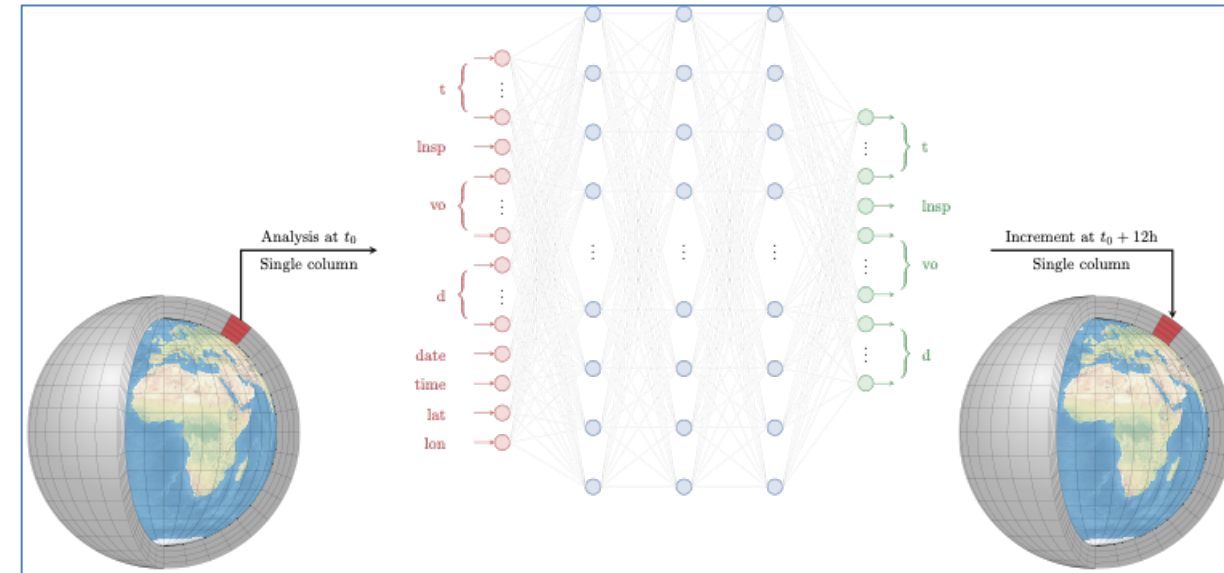 t
lnsp
vo
d
date
time
lat
lon
Analysis at t₀
Single column
t
lnsp
vo
d
Increment at t₀ + 12h
Single column